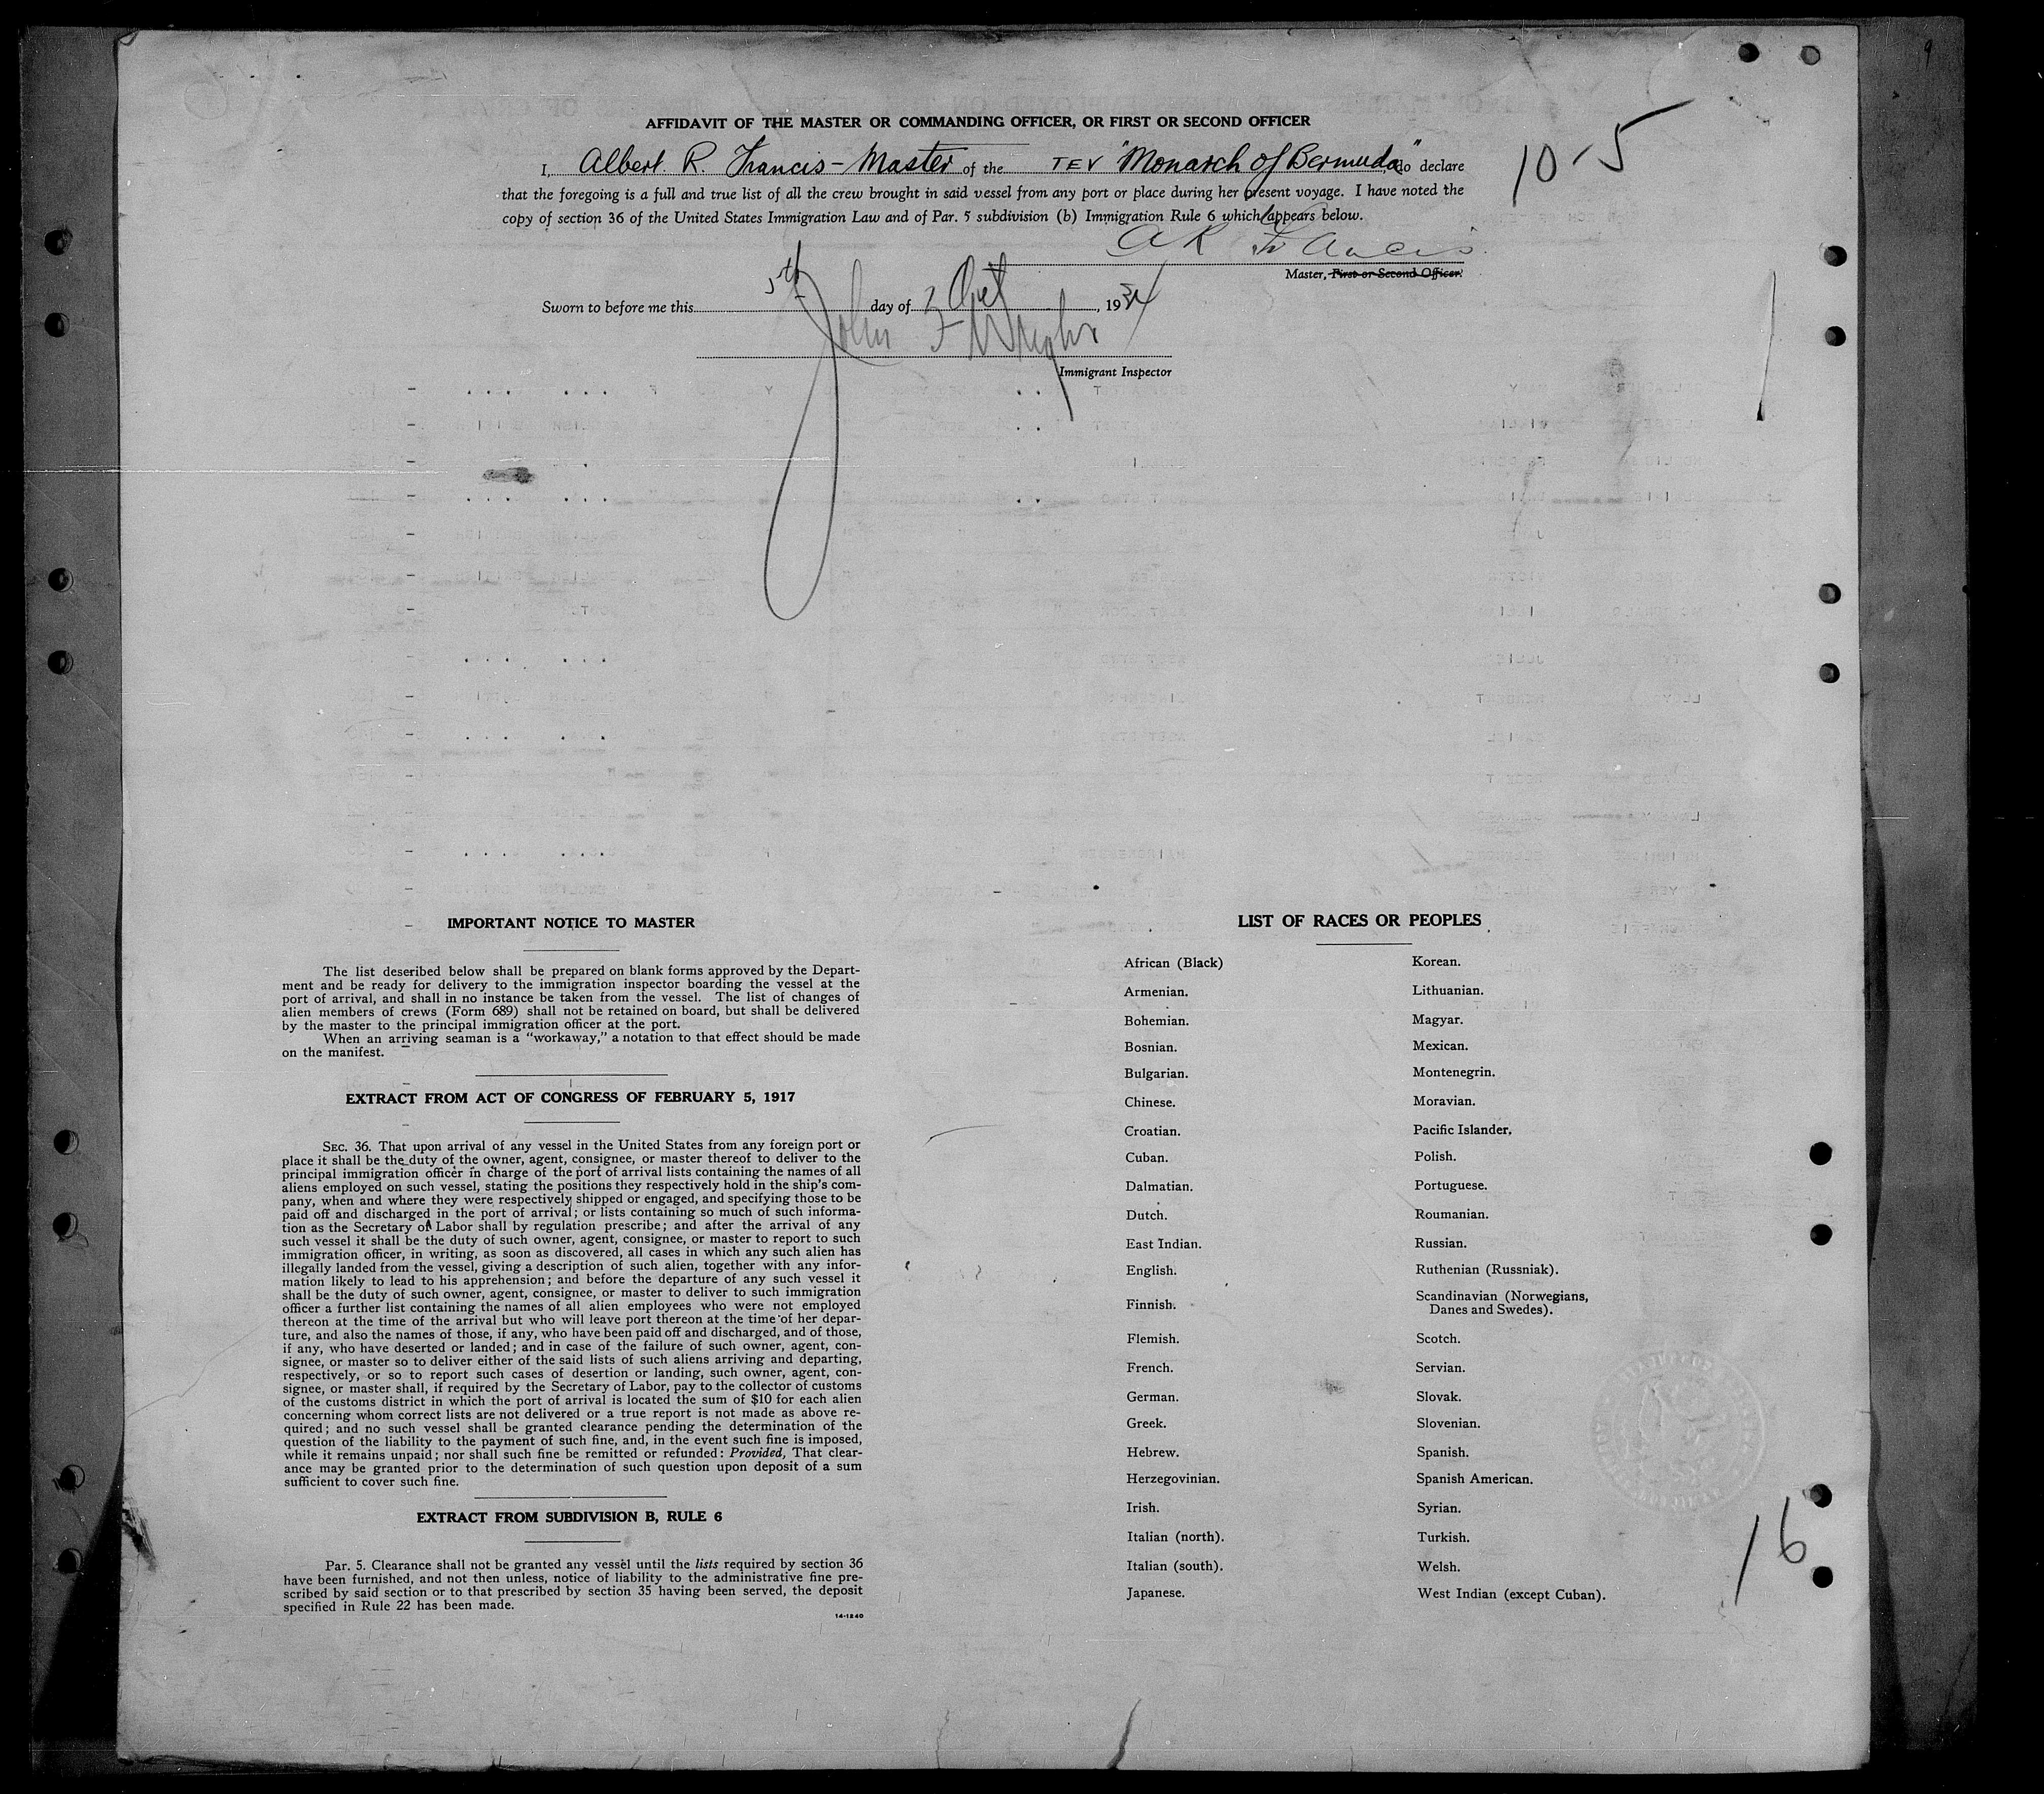 AFFIDAVIT OF THE MASTER OR COMMANDING OFFICER, OR FIRST OR SECOND OFFICER
I, Albert. R. Francis - Master of the TEV "Monarch of Bermuda," do declare
that the foregoing is a full and true list of all the crew brought in said vessel from any port or place during her present voyage. I have noted the
copy of section 36 of the United States Immigration Law and of Par. 5 subdivision (b) Immigration Rule 6 which appears below.
10-5
A R Francis
Master, First or Second Officer.
Sworn to before me this 5th day of Oct, 1934
John F Wright
Immigrant Inspector
IMPORTANT NOTICE TO MASTER
The list described below shall be prepared on blank forms approved by the Depart-
ment and be ready for delivery to the immigration inspector boarding the vessel at the
port of arrival, and shall in no instance be taken from the vessel. The list of changes of
alien members of crews (Form 689) shall not be retained on board, but shall be delivered
by the master to the principal immigration officer at the port.
When an arriving seaman is a "workaway," a notation to that effect should be made
on the manifest.
EXTRACT FROM ACT OF CONGRESS OF FEBRUARY 5, 1917
SEC. 36. That upon arrival of any vessel in the United States from any foreign port or
place it shall be the duty of the owner, agent, consignee, or master thereof to deliver to the
principal immigration officer in charge of the port of arrival lists containing the names of all
aliens employed on such vessel, stating the positions they respectively hold in the ship's com-
pany, when and where they were respectively shipped or engaged, and specifying those to be
paid off and discharged in the port of arrival; or lists containing so much of such informa-
tion as the Secretary of Labor shall by regulation prescribe; and after the arrival of any
such vessel it shall be the duty of such owner, agent, consignee, or master to report to such
immigration officer, in writing, as soon as discovered, all cases in which any such alien has
illegally landed from the vessel, giving a description of such alien, together with any infor-
mation likely to lead to his apprehension; and before the departure of any such vessel it
shall be the duty of such owner, agent, consignee, or master to deliver to such immigration
officer a further list containing the names of all alien employees who were not employed
thereon at the time of the arrival but who will leave port thereon at the time of her depar-
ture, and also the names of those, if any, who have been paid off and discharged, and of those,
if any, who have deserted or landed; and in case of the failure of such owner, agent, con-
signee, or master so to deliver either of the said lists of such aliens arriving and departing,
respectively, or so to report such cases of desertion or landing, such owner, agent, con-
signee, or master shall, if required by the Secretary of Labor, pay to the collector of customs
of the customs district in which the port of arrival is located the sum of $10 for each alien
concerning whom correct lists are not delivered or a true report is not made as above re-
quired; and no such vessel shall be granted clearance pending the determination of the
question of the liability to the payment of such fine, and, in the event such fine is imposed,
while it remains unpaid; nor shall such fine be remitted or refunded: Provided, That clear-
ance may be granted prior to the determination of such question upon deposit of a sum
sufficient to cover such fine.
EXTRACT FROM SUBDIVISION B, RULE 6
Par. 5. Clearance shall not be granted any vessel until the lists required by section 36
have been furnished, and not then unless, notice of liability to the administrative fine pre-
scribed by said section or to that prescribed by section 35 having been served, the deposit
specified in Rule 22 has been made.
14-1240
LIST OF RACES OR PEOPLES
African (Black)
Armenian.
Bohemian.
Bosnian.
Bulgarian.
Chinese.
Croatian.
Cuban.
Dalmatian.
Dutch.
East Indian.
English.
Finnish.
Flemish.
French.
German.
Greek.
Hebrew.
Herzegovinian.
Irish.
Italian (north).
Italian (south).
Japanese.
Korean.
Lithuanian.
Magyar.
Mexican.
Montenegrin.
Moravian.
Pacific Islander.
Polish.
Portuguese.
Roumanian.
Russian.
Ruthenian (Russniak).
Scandinavian (Norwegians,
Danes and Swedes).
Scotch.
Servian.
Slovak.
Slovenian.
Spanish.
Spanish American.
Syrian.
Turkish.
Welsh.
West Indian (except Cuban).
16